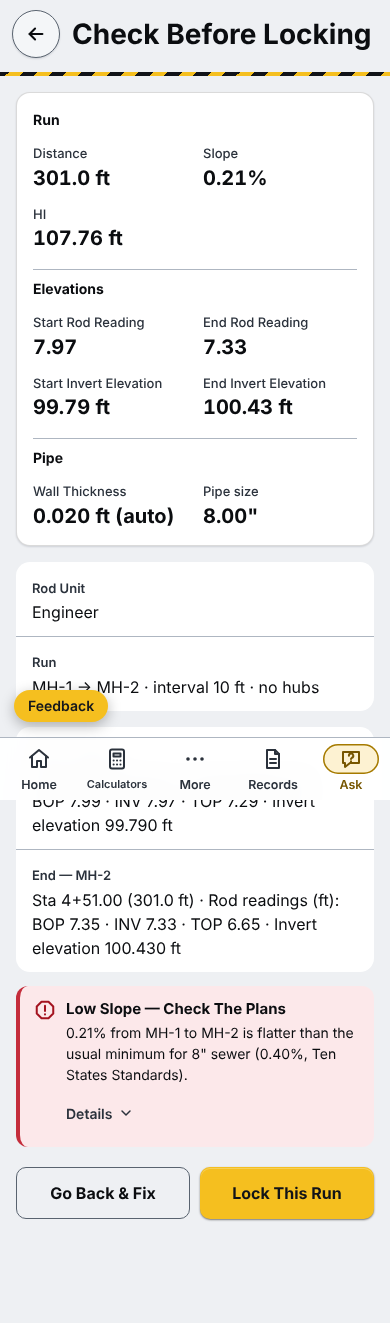 Check Before Locking
Run
Distance
Slope
301.0 ft
0.21%
HI
107.76 ft
Elevations
Start Rod Reading
End Rod Reading
7.97
7.33
Start Invert Elevation
End Invert Elevation
99.79 ft
100.43 ft
Pipe
Wall Thickness
Pipe size
0.020 ft (auto)
8.00"
Rod Unit
Engineer
Run
MH-1 → MH-2 · interval 10 ft · no hubs
Feedback
Home
Calculators
More
Records
Ask
BOP 7.99 · INV 7.97 · TOP 7.29 · Invert
elevation 99.790 ft
End — MH-2
Sta 4+51.00 (301.0 ft) · Rod readings (ft):
BOP 7.35 · INV 7.33 · TOP 6.65 · Invert
elevation 100.430 ft
Low Slope — Check The Plans
0.21% from MH-1 to MH-2 is flatter than the
usual minimum for 8" sewer (0.40%, Ten
States Standards).
Details
Go Back & Fix
Lock This Run